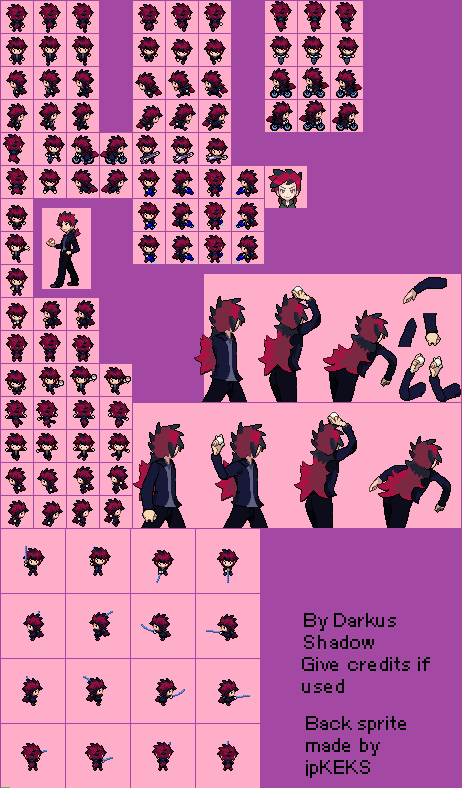 By Darkus
Shadow
Give credits if
used
Back sprite
made by
jpKEKS